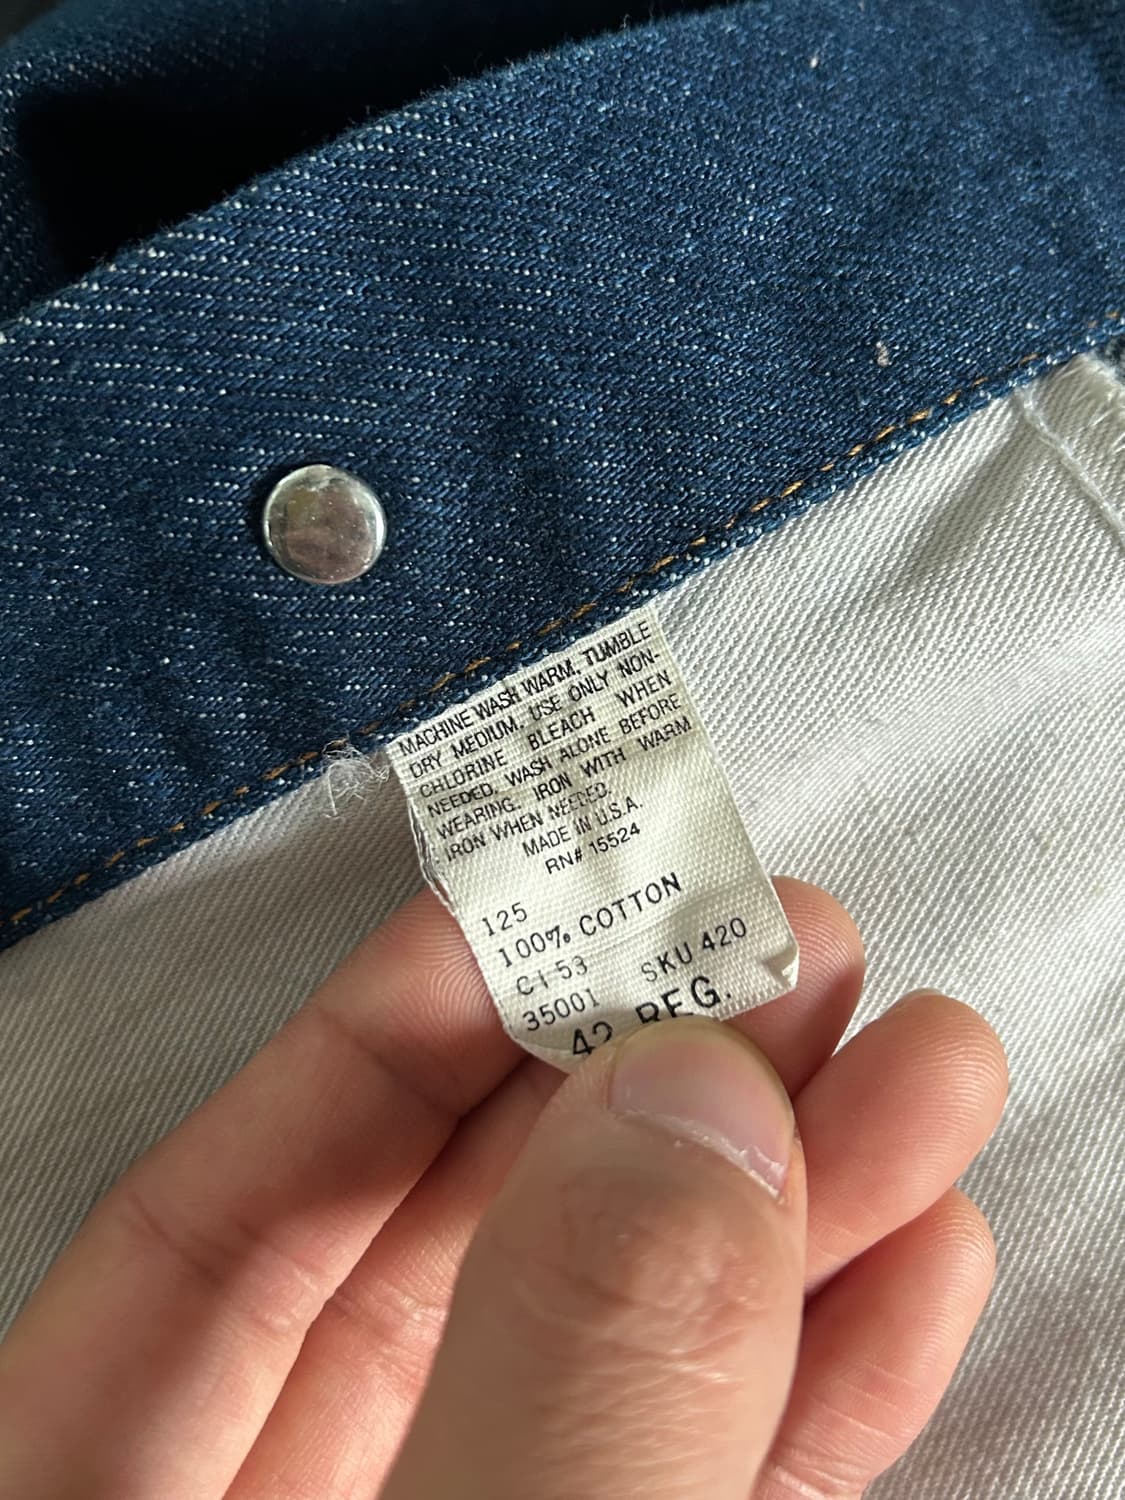 MACHINE WASH WARM, TUMBLE
DRY MEDIUM. USE ONLY NON-
CHLORINE BLEACH WHEN
NEEDED. WASH ALONE BEFORE
WEARING. IRON WITH WARM
IRON WHEN NEEDED.
MADE IN U.S.A.
RN# 15524
125
100% COTTON
C1 53 SKU 420
35001
42 REG.